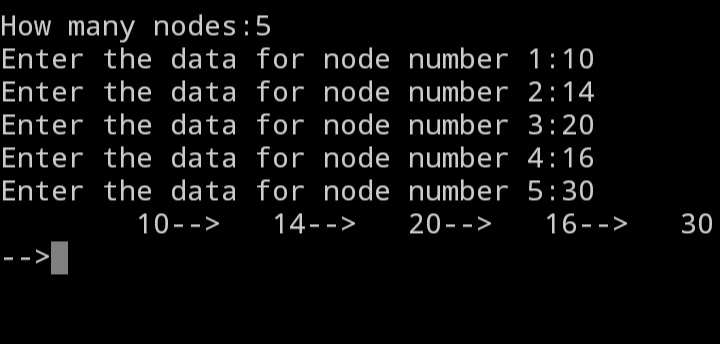 How many nodes:5
Enter the data for node number 1:10
Enter the data for node number 2:14
Enter the data for node number 3:20
Enter the data for node number 4:16
Enter the data for node number 5:30
        10-->   14-->   20-->   16-->   30
-->